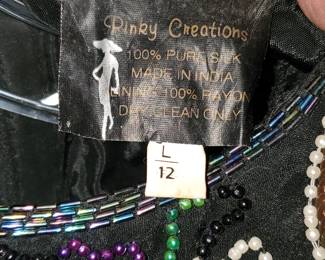 Pinky Creations
100% PURE SILK
MADE IN INDIA
LINING 100% RAYON
DRY CLEAN ONLY
L
12